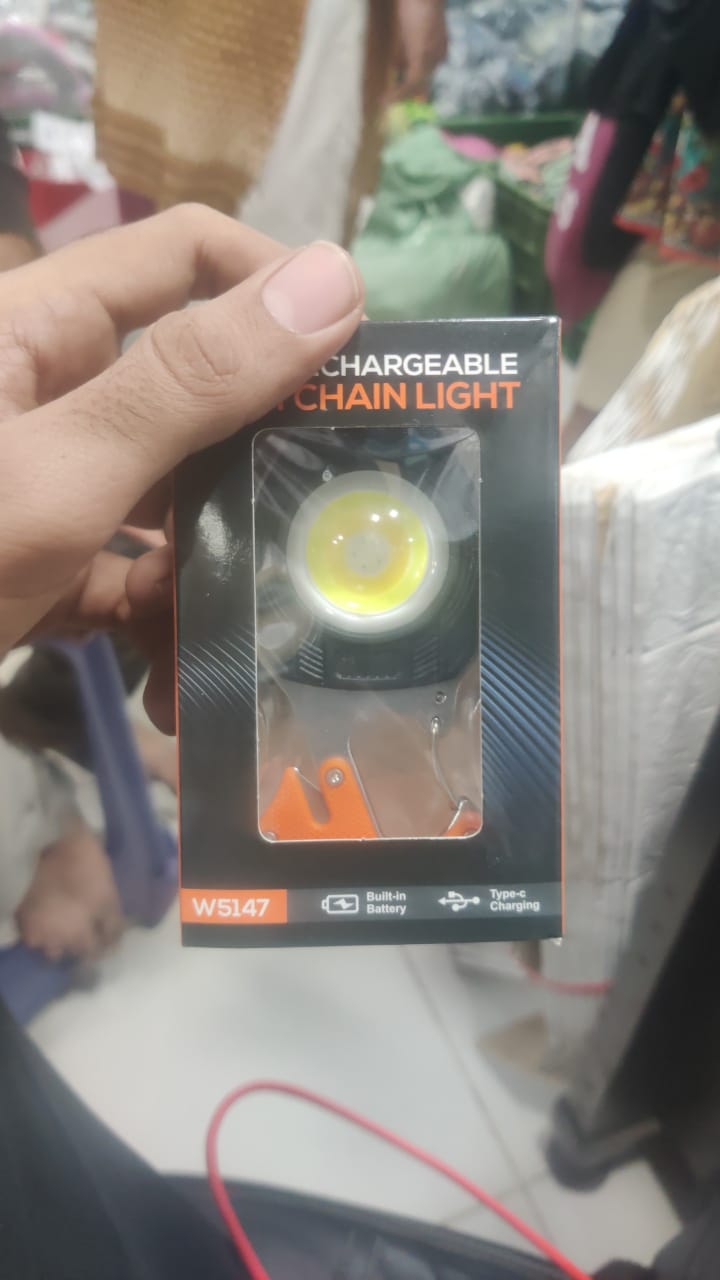 CHARGEABLE
CHAIN LIGHT
W5147
Built-in
Battery
Type-c
Charging